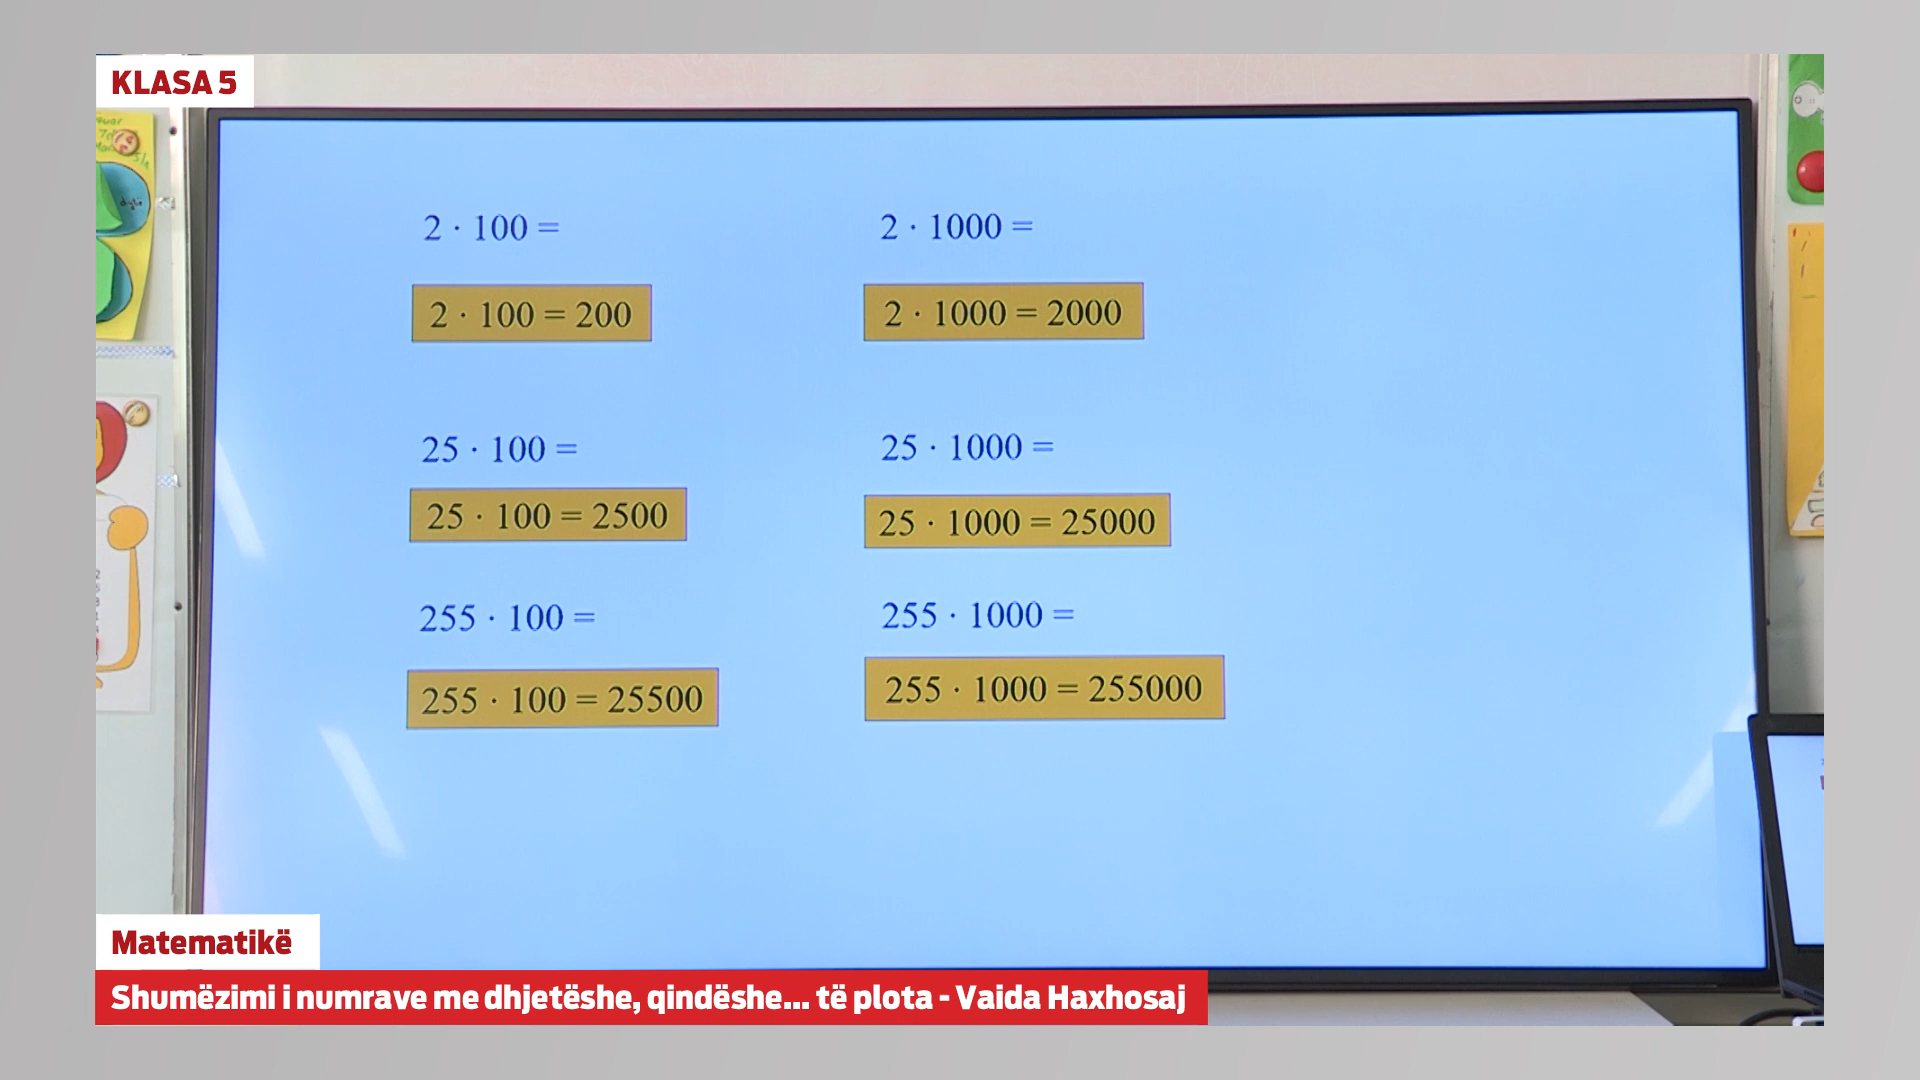 KLASA 5
2 · 100 =
2 · 1000 =
2 · 100 = 200
2 · 1000 = 2000
25 · 100 =
25 · 1000 =
25 · 100 = 2500
25 · 1000 = 25000
255 · 100 =
255 · 1000 =
255 · 100 = 25500
255 · 1000 = 255000
Matematikë
Shumëzimi i numrave me dhjetëshe, qindëshe... të plota - Vaida Haxhosaj